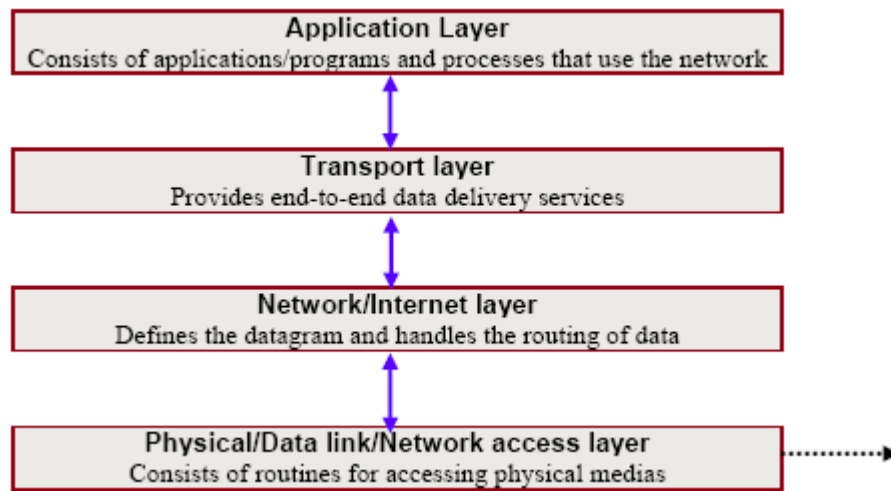 Application Layer
Consists of applications/programs and processes that use the network
Transport layer
Provides end-to-end data delivery services
Network/Internet layer
Defines the datagram and handles the routing of data
Physical/Data link/Network access layer
Consists of routines for accessing physical medias